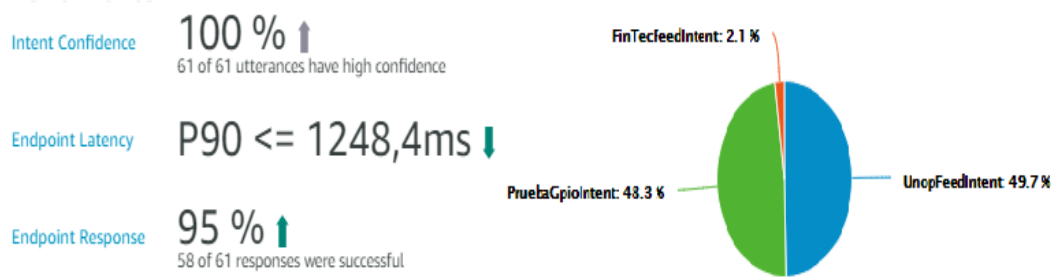 Intent Confidence
100 %
61 of 61 utterances have high confidence
Endpoint Latency
P90 <= 1248,4ms
Endpoint Response
95 %
58 of 61 responses were successful
FinTecfeedIntent: 2.1 %
PruebaGpioIntent: 48.3 %
UnopFeedIntent: 49.7 %